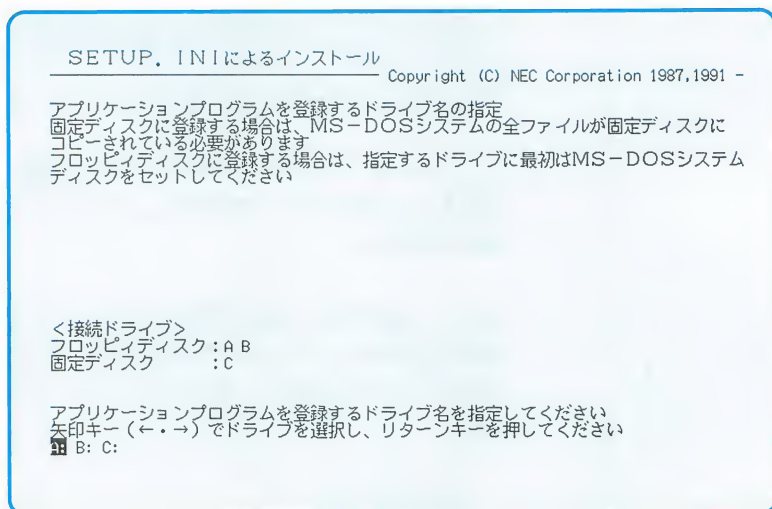 SETUP. INIによるインストール
Copyright (C) NEC Corporation 1987,1991 -
アプリケーションプログラムを登録するドライブ名の指定
固定ディスクに登録する場合は、MS-DOSシステムの全ファイルが固定ディスクに
コピーされている必要があります
フロッピィディスクに登録する場合は、指定するドライブに最初はMS-DOSシステム
ディスクをセットしてください
<接続ドライブ>
フロッピィディスク:A B
固定ディスク :C
アプリケーションプログラムを登録するドライブ名を指定してください
矢印キー(←・→)でドライブを選択し、リターンキーを押してください
A: B: C: